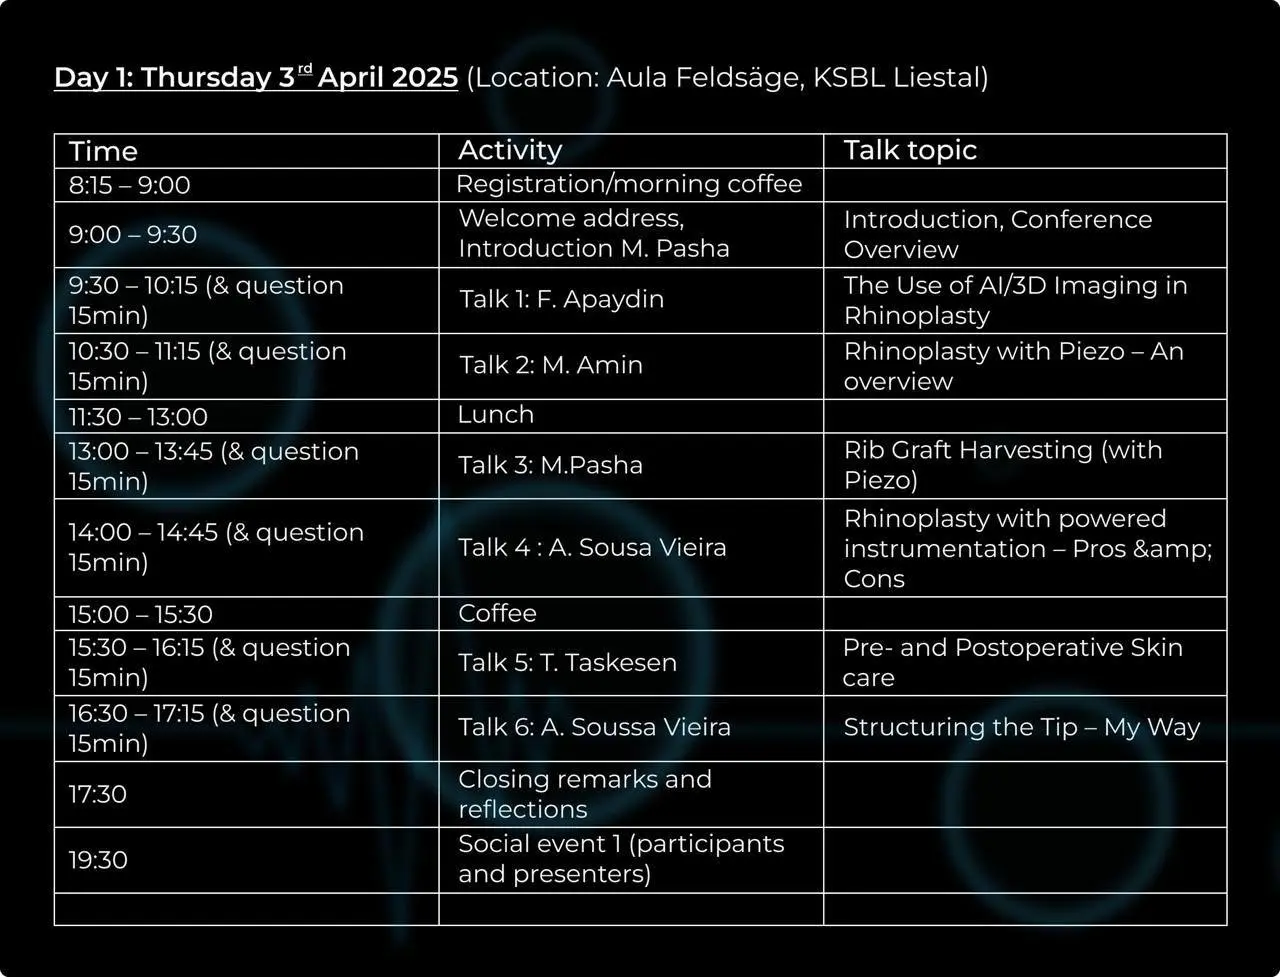 Day 1: Thursday 3rd April 2025 (Location: Aula Feldsäge, KSBL Liestal)
Time Activity Talk topic
8:15 – 9:00 Registration/morning coffee
9:00 – 9:30
Welcome address,
Introduction M. Pasha
Introduction, Conference
Overview
9:30 – 10:15 (& question
15min)
Talk 1: F. Apaydin
The Use of AI/3D Imaging in
Rhinoplasty
10:30 – 11:15 (& question
15min)
Talk 2: M. Amin
Rhinoplasty with Piezo – An
overview
11:30 – 13:00 Lunch
13:00 – 13:45 (& question
15min)
Talk 3: M.Pasha
Rib Graft Harvesting (with
Piezo)
14:00 – 14:45 (& question
15min)
Talk 4 : A. Sousa Vieira
Rhinoplasty with powered
instrumentation – Pros &amp;
Cons
15:00 – 15:30 Coffee
15:30 – 16:15 (& question
15min)
Talk 5: T. Taskesen
Pre- and Postoperative Skin
care
16:30 – 17:15 (& question
15min)
Talk 6: A. Soussa Vieira
Structuring the Tip – My Way
17:30
Closing remarks and
reflections
19:30
Social event 1 (participants
and presenters)